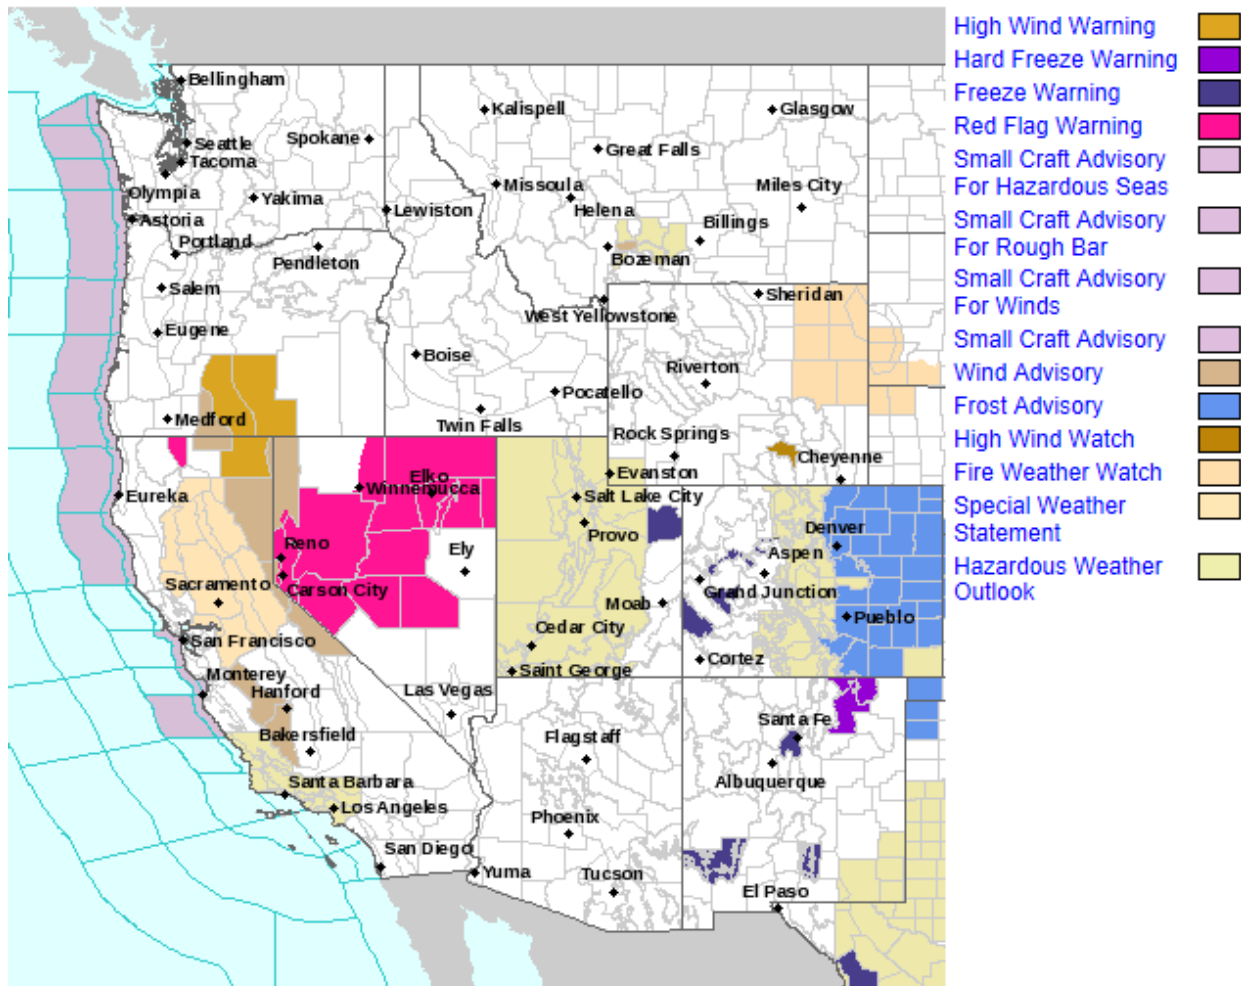 High Wind Warning
Hard Freeze Warning
Freeze Warning
Red Flag Warning
Small Craft Advisory
For Hazardous Seas
Small Craft Advisory
For Rough Bar
Small Craft Advisory
For Winds
Small Craft Advisory
Wind Advisory
Frost Advisory
High Wind Watch
Fire Weather Watch
Special Weather
Statement
Hazardous Weather
Outlook
Bellingham
Kalispell
Glasgow
Seattle
Spokane
Tacoma
Great Falls
Olympia
Yakima
Missoula
Miles City
Helena
Lewiston
Astoria
Billings
Portland
Pendleton
Bozeman
Salem
Sheridan
West Yellowstone
Eugene
Boise
Riverton
Pocatello
Medford
Twin Falls
Rock Springs
Cheyenne
Evanston
Elko
Winnemucca
Eureka
Salt Lake City
Provo
Denver
Reno
Ely
Aspen
Sacramento
Carson City
Grand Junction
Moab
Pueblo
San Francisco
Cedar City
Cortez
Monterey
Saint George
Hanford
Las Vegas
Santa Fe
Bakersfield
Flagstaff
Albuquerque
Santa Barbara
Los Angeles
Phoenix
San Diego
Yuma
Tucson
El Paso